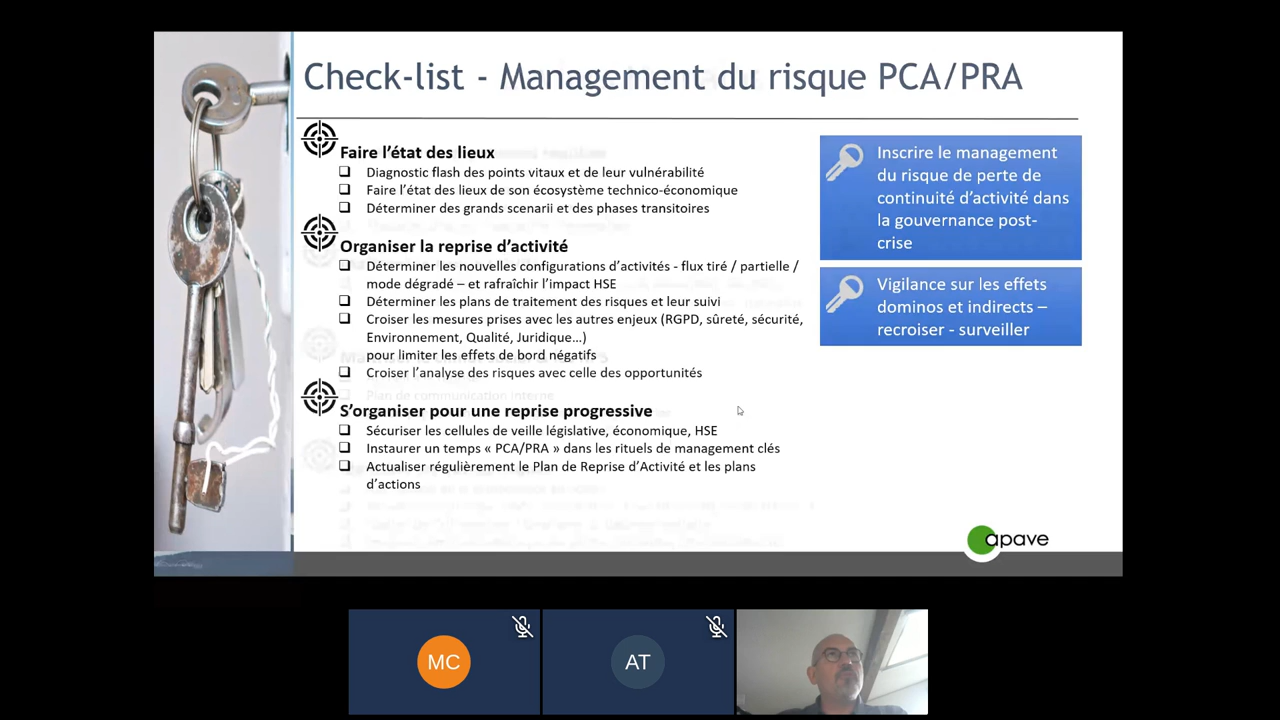 Check-list - Management du risque PCA/PRA
Faire l'état des lieux
❑ Diagnostic flash des points vitaux et de leur vulnérabilité
❑ Faire l'état des lieux de son écosystème technico-économique
❑ Déterminer des grands scenarii et des phases transitoires
Organiser la reprise d'activité
❑ Déterminer les nouvelles configurations d'activités - flux tiré / partielle /
mode dégradé – et rafraîchir l'impact HSE
❑ Déterminer les plans de traitement des risques et leur suivi
❑ Croiser les mesures prises avec les autres enjeux (RGPD, sûreté, sécurité,
Environnement, Qualité, Juridique...)
pour limiter les effets de bord négatifs
❑ Croiser l'analyse des risques avec celle des opportunités
Plan de communication interne
S'organiser pour une reprise progressive
❑ Sécuriser les cellules de veille législative, économique, HSE
❑ Instaurer un temps « PCA/PRA » dans les rituels de management clés
❑ Actualiser régulièrement le Plan de Reprise d'Activité et les plans
d'actions
Inscrire le management
du risque de perte de
continuité d'activité dans
la gouvernance post-
crise
Vigilance sur les effets
dominos et indirects –
recroiser - surveiller
apave
MC
AT